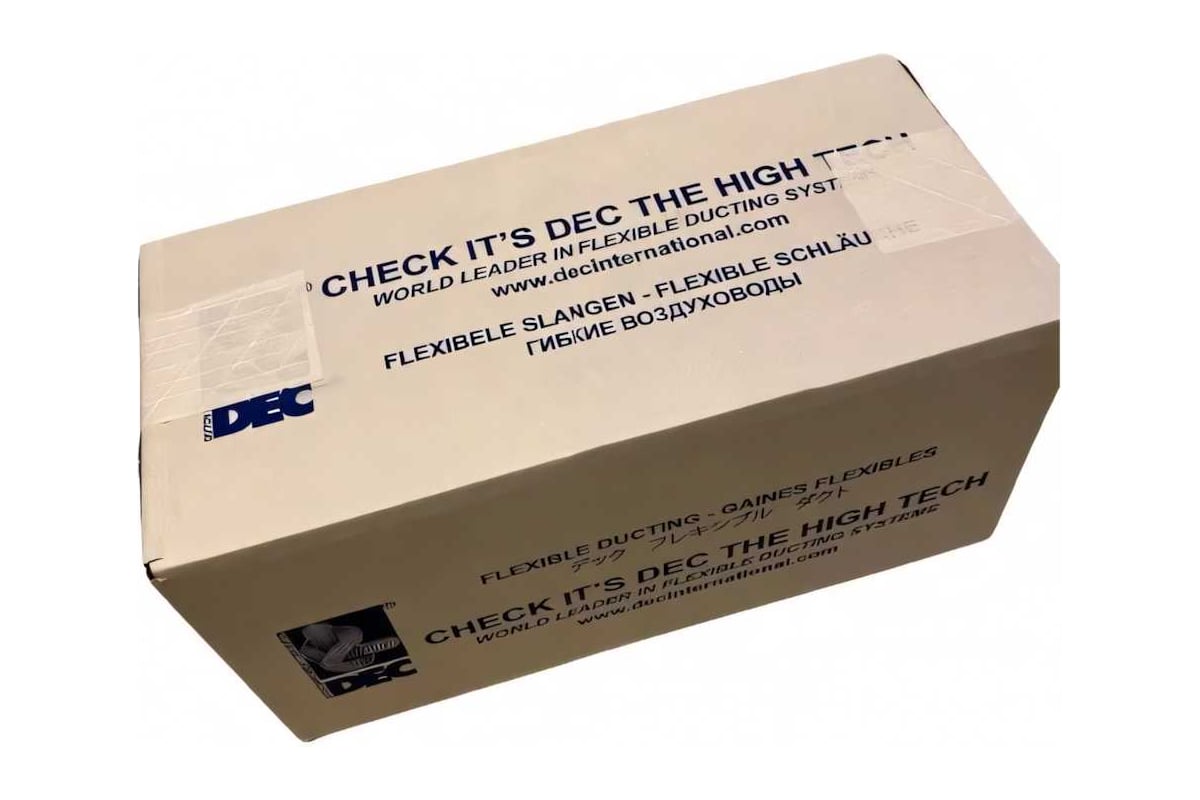 CHECK IT'S DEC THE HIGH TECH
WORLD LEADER IN FLEXIBLE DUCTING SYSTEMS
www.decinternational.com
FLEXIBELE SLANGEN - FLEXIBLE SCHLÄUCHE
ГИБКИЕ ВОЗДУХОВОДЫ
®
DEC
FLEXIBLE DUCTING - GAINES FLEXIBLES
デック フレキシブル ダクト
CHECK IT'S DEC THE HIGH TECH
WORLD LEADER IN FLEXIBLE DUCTING SYSTEMS
www.decinternational.com
®
DEC